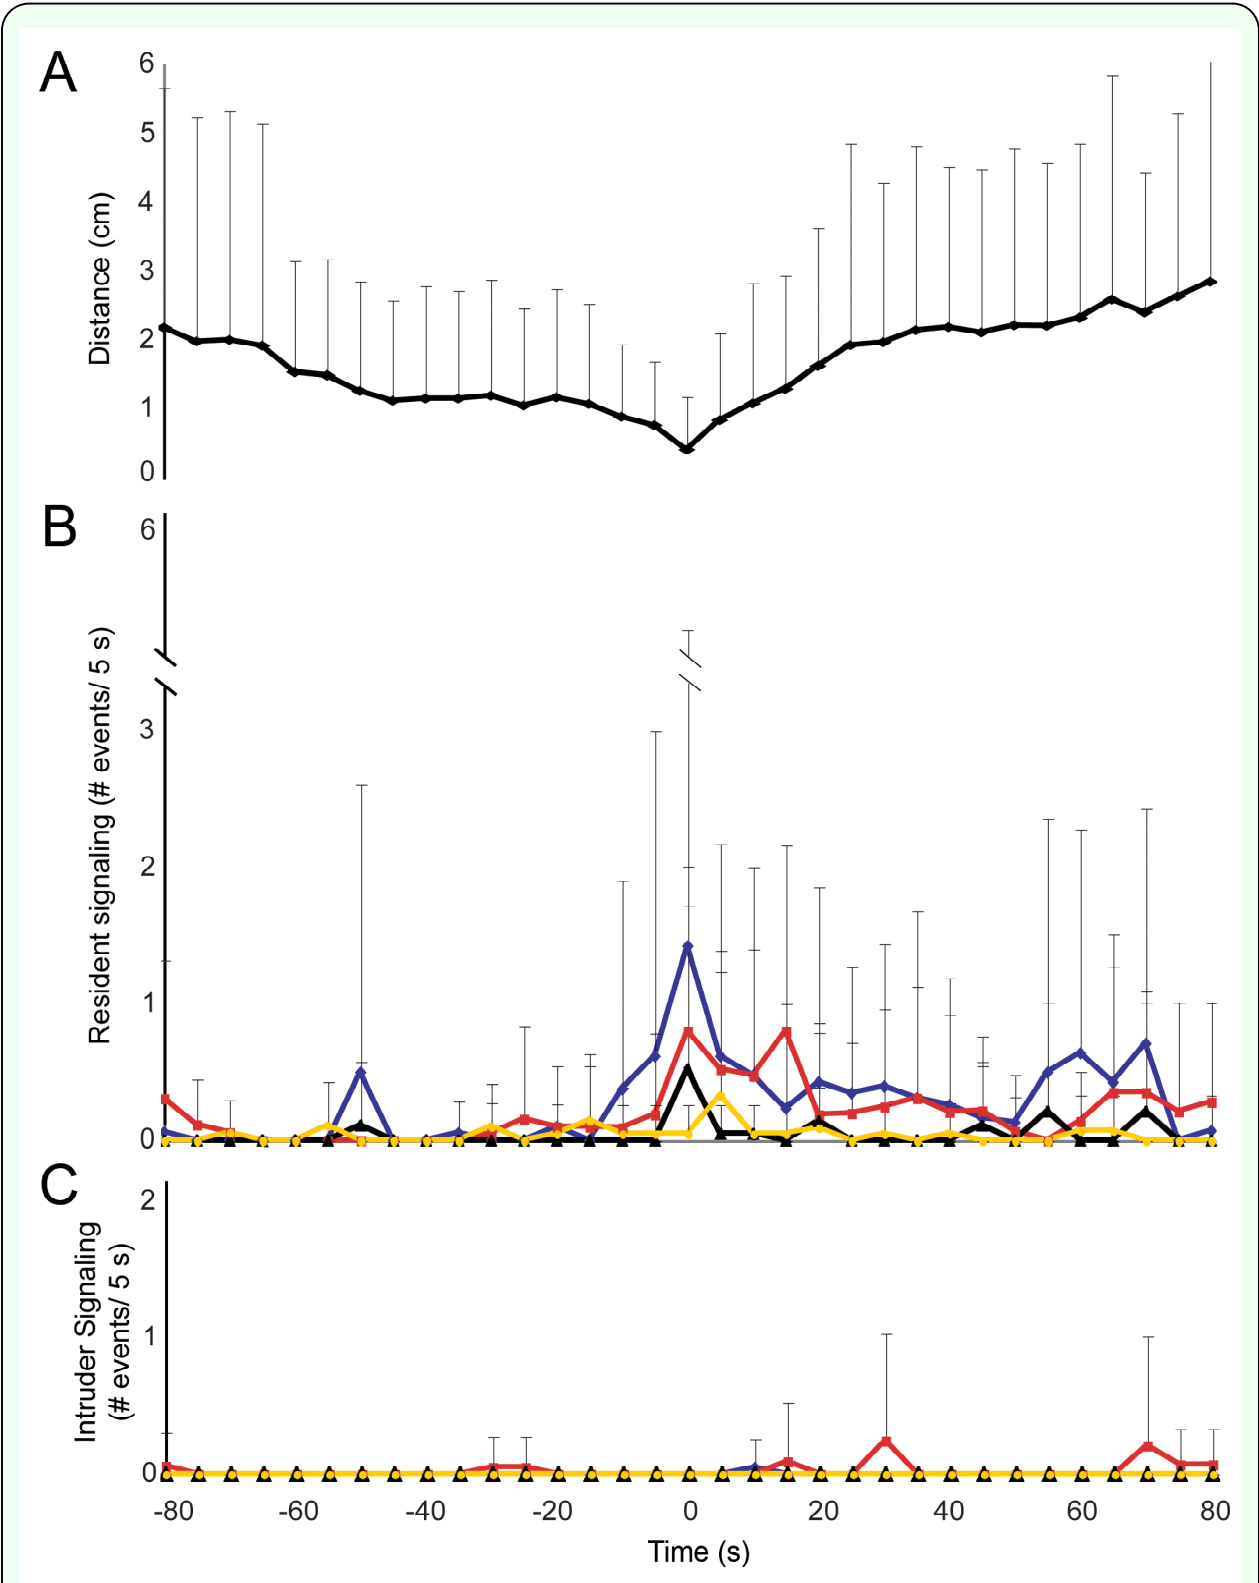 A
6
5
4
3
2
1
0
Distance (cm)
B
6
3
2
1
0
Resident signaling (# events/ 5 s)
C
2
1
0
Intruder Signaling
(# events/ 5 s)
-80 -60 -40 -20 0 20 40 60 80
Time (s)